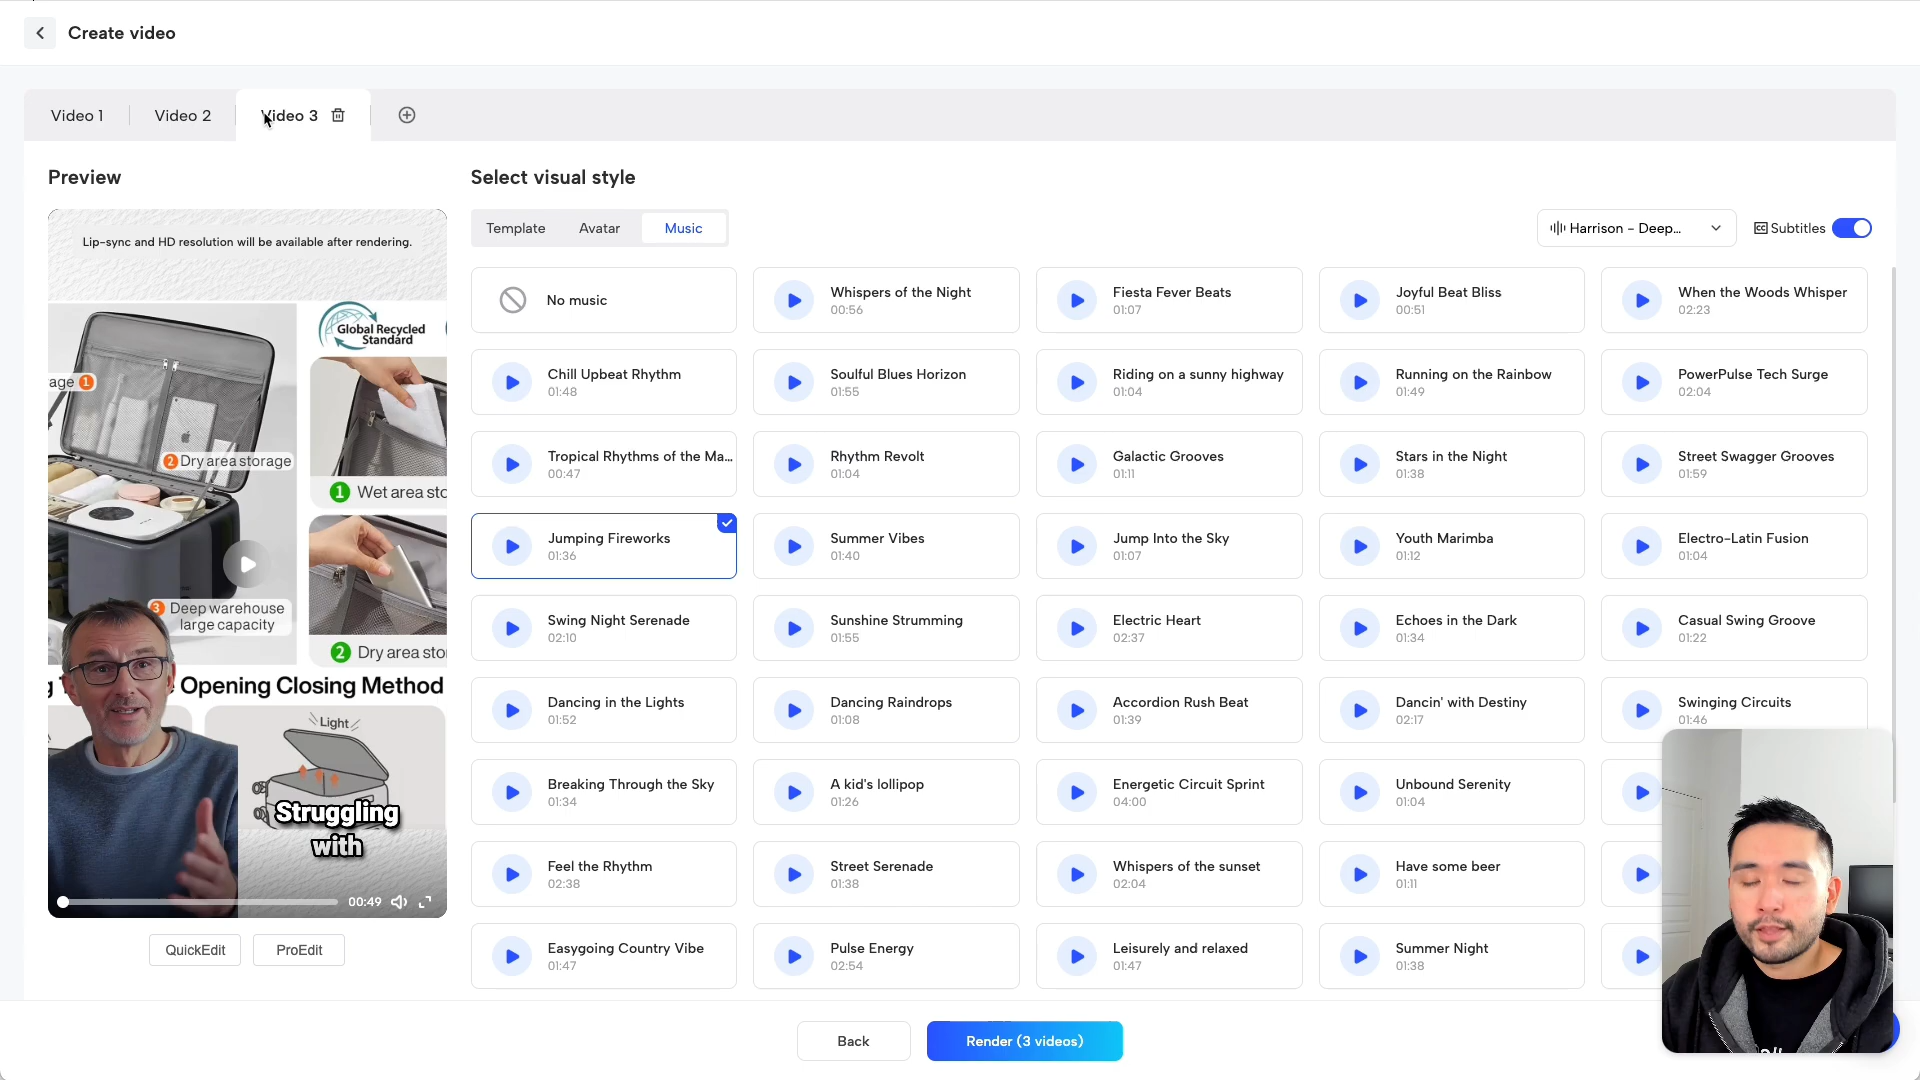 Create video
Video 1
Video 2
Video 3
Preview
Select visual style
Lip-sync and HD resolution will be available after rendering.
Template
Avatar
Music
Harrison - Deep...
Subtitles
Global Recycled
Standard
age 1
2 Dry area storage
1 Wet area sto
3 Deep warehouse
large capacity
2 Dry area sto
Opening Closing Method
Light
Struggling
with
00:49
QuickEdit
ProEdit
No music
Whispers of the Night
00:56
Fiesta Fever Beats
01:07
Joyful Beat Bliss
00:51
When the Woods Whisper
02:23
Chill Upbeat Rhythm
01:48
Soulful Blues Horizon
01:55
Riding on a sunny highway
01:04
Running on the Rainbow
01:49
PowerPulse Tech Surge
02:04
Tropical Rhythms of the Ma...
00:47
Rhythm Revolt
01:04
Galactic Grooves
01:11
Stars in the Night
01:38
Street Swagger Grooves
01:59
Jumping Fireworks
01:36
Summer Vibes
01:40
Jump Into the Sky
01:07
Youth Marimba
01:12
Electro-Latin Fusion
01:04
Swing Night Serenade
02:10
Sunshine Strumming
01:55
Electric Heart
02:37
Echoes in the Dark
01:34
Casual Swing Groove
01:22
Dancing in the Lights
01:52
Dancing Raindrops
01:08
Accordion Rush Beat
01:39
Dancin' with Destiny
02:17
Swinging Circuits
01:46
Breaking Through the Sky
01:34
A kid's lollipop
01:26
Energetic Circuit Sprint
04:00
Unbound Serenity
01:04
Feel the Rhythm
02:38
Street Serenade
01:38
Whispers of the sunset
02:04
Have some beer
01:11
Easygoing Country Vibe
01:47
Pulse Energy
02:54
Leisurely and relaxed
01:47
Summer Night
01:38
Back
Render (3 videos)